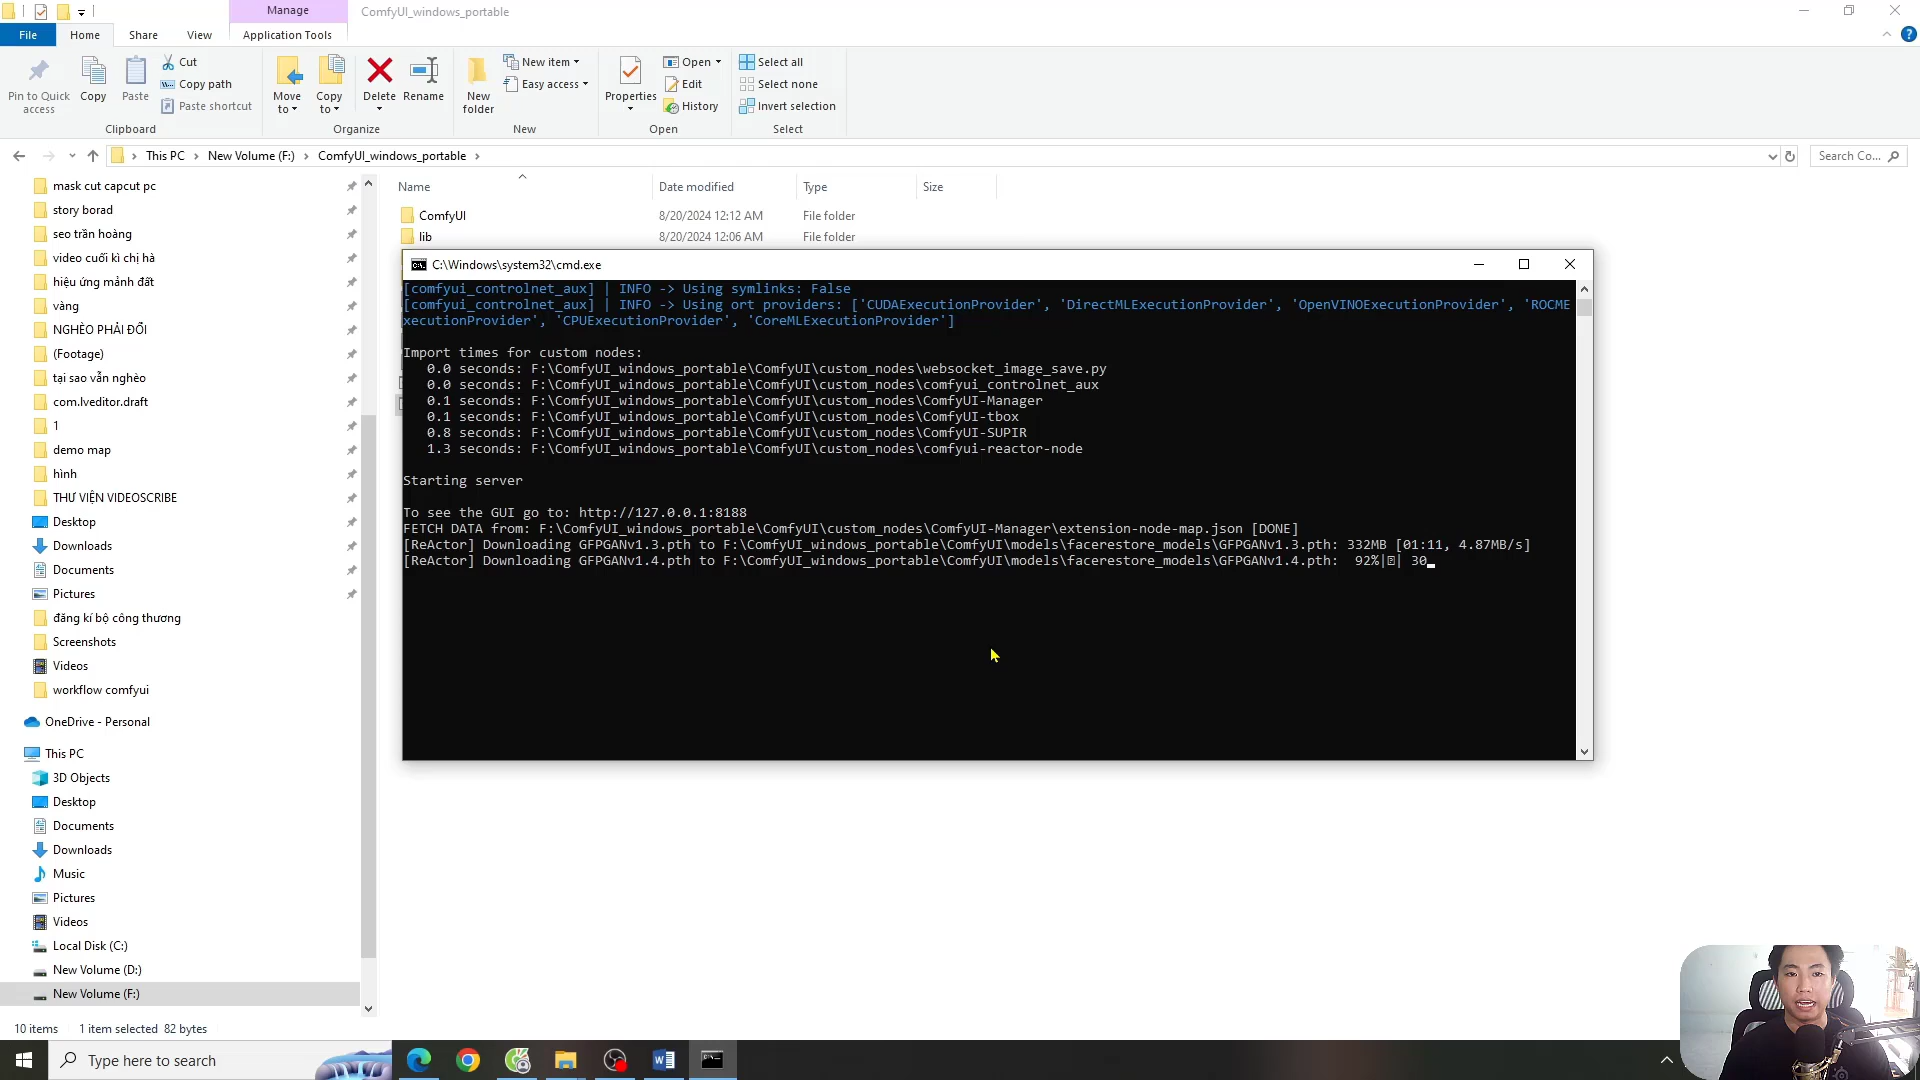 Manage
ComfyUI_windows_portable
File
Home
Share
View
Application Tools
Pin to Quick access
Copy
Paste
Cut
Copy path
Paste shortcut
Clipboard
Move to
Copy to
Delete
Rename
Organize
New folder
New item
Easy access
New
Properties
Open
Edit
History
Open
Select all
Select none
Invert selection
Select
This PC › New Volume (F:) › ComfyUI_windows_portable ›
Search Co...
Name
Date modified
Type
Size
ComfyUI 8/20/2024 12:12 AM File folder
lib 8/20/2024 12:06 AM File folder
mask cut capcut pc
story borad
seo trần hoàng
video cuối kì chị hà
hiệu ứng mảnh đất
vàng
NGHÈO PHẢI ĐỔI
(Footage)
tại sao vẫn nghèo
com.lveditor.draft
1
demo map
hình
THƯ VIỆN VIDEOSCRIBE
Desktop
Downloads
Documents
Pictures
đăng kí bộ công thương
Screenshots
Videos
workflow comfyui
OneDrive - Personal
This PC
3D Objects
Desktop
Documents
Downloads
Music
Pictures
Videos
Local Disk (C:)
New Volume (D:)
New Volume (F:)
C:\Windows\system32\cmd.exe
[comfyui_controlnet_aux] | INFO -> Using symlinks: False
[comfyui_controlnet_aux] | INFO -> Using ort providers: ['CUDAExecutionProvider', 'DirectMLExecutionProvider', 'OpenVINOExecutionProvider', 'ROCME
xecutionProvider', 'CPUExecutionProvider', 'CoreMLExecutionProvider']
Import times for custom nodes:
0.0 seconds: F:\ComfyUI_windows_portable\ComfyUI\custom_nodes\websocket_image_save.py
0.0 seconds: F:\ComfyUI_windows_portable\ComfyUI\custom_nodes\comfyui_controlnet_aux
0.1 seconds: F:\ComfyUI_windows_portable\ComfyUI\custom_nodes\ComfyUI-Manager
0.1 seconds: F:\ComfyUI_windows_portable\ComfyUI\custom_nodes\ComfyUI-tbox
0.8 seconds: F:\ComfyUI_windows_portable\ComfyUI\custom_nodes\ComfyUI-SUPIR
1.3 seconds: F:\ComfyUI_windows_portable\ComfyUI\custom_nodes\comfyui-reactor-node
Starting server
To see the GUI go to: http://127.0.0.1:8188
FETCH DATA from: F:\ComfyUI_windows_portable\ComfyUI\custom_nodes\ComfyUI-Manager\extension-node-map.json [DONE]
[ReActor] Downloading GFPGANv1.3.pth to F:\ComfyUI_windows_portable\ComfyUI\models\facerestore_models\GFPGANv1.3.pth: 332MB [01:11, 4.87MB/s]
[ReActor] Downloading GFPGANv1.4.pth to F:\ComfyUI_windows_portable\ComfyUI\models\facerestore_models\GFPGANv1.4.pth: 92%|⍰| 30
10 items 1 item selected 82 bytes
Type here to search